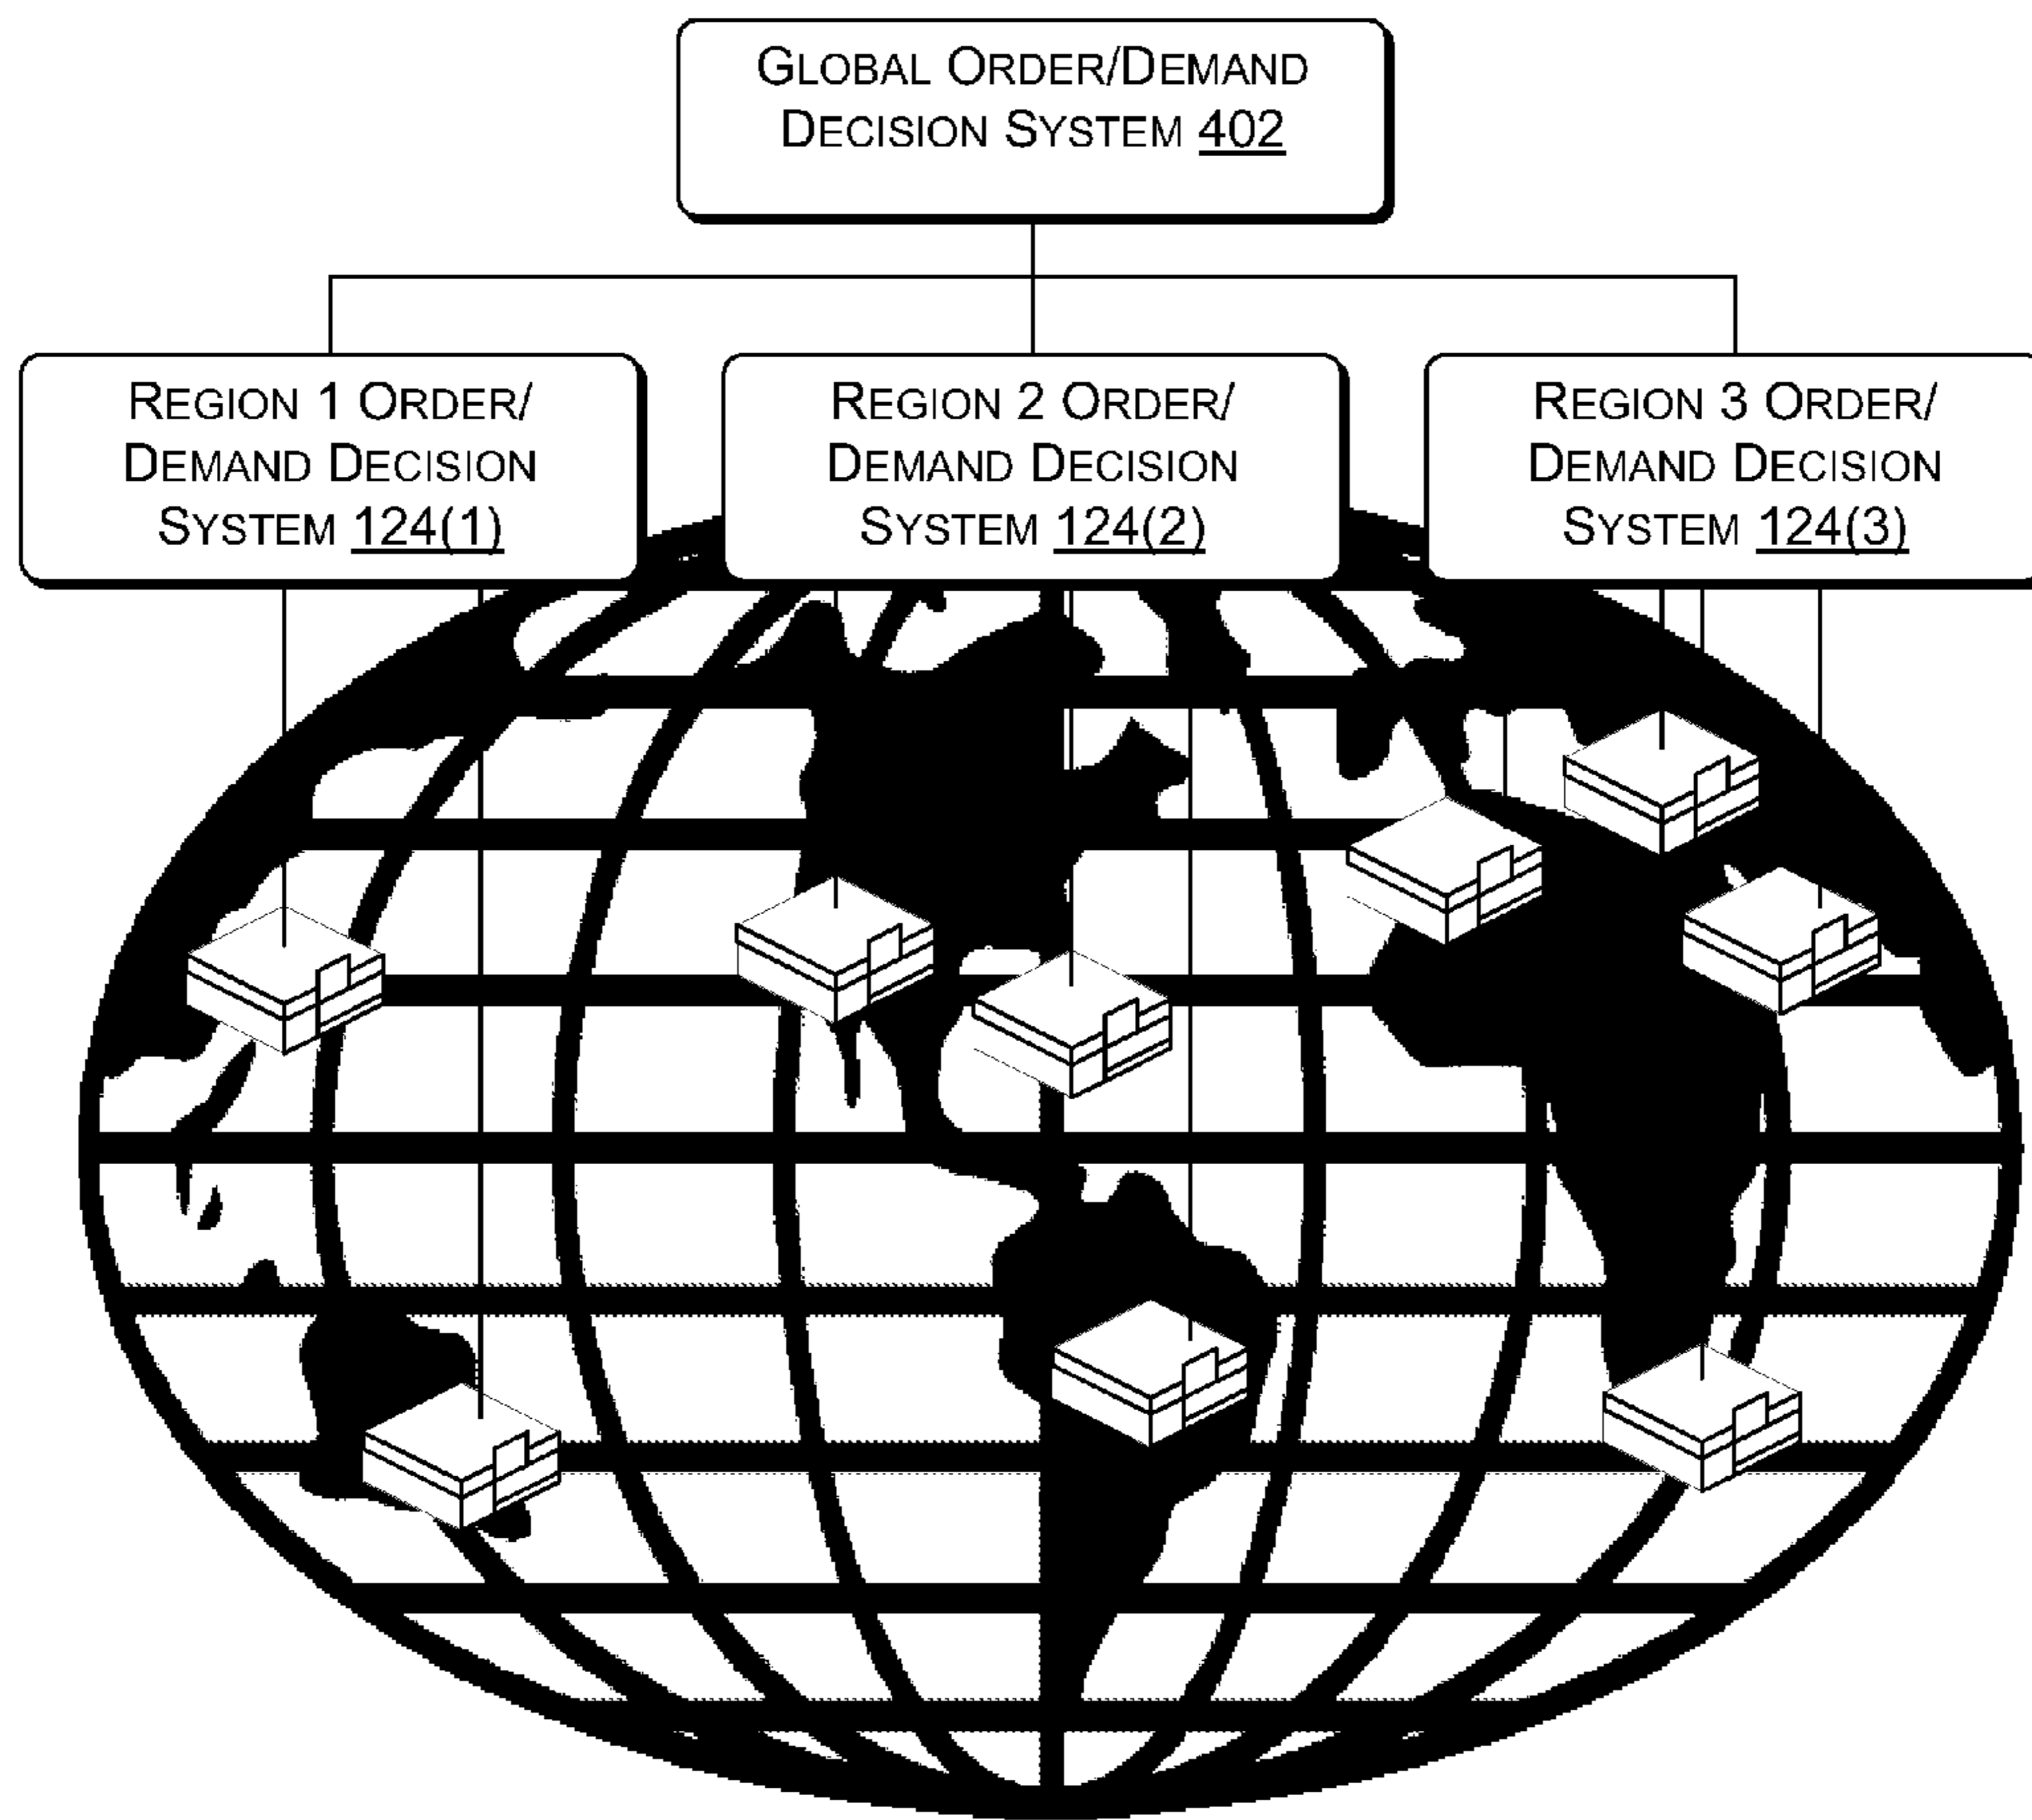 GLOBAL ORDER/DEMAND
DECISION SYSTEM 402
REGION 1 ORDER/
DEMAND DECISION
SYSTEM 124(1)
REGION 2 ORDER/
DEMAND DECISION
SYSTEM 124(2)
REGION 3 ORDER/
DEMAND DECISION
SYSTEM 124(3)